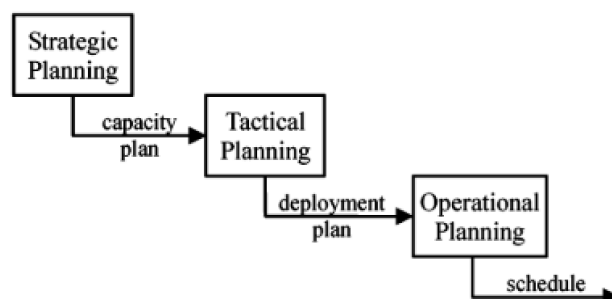 Strategic
Planning
capacity
plan
Tactical
Planning
deployment
plan
Operational
Planning
schedule